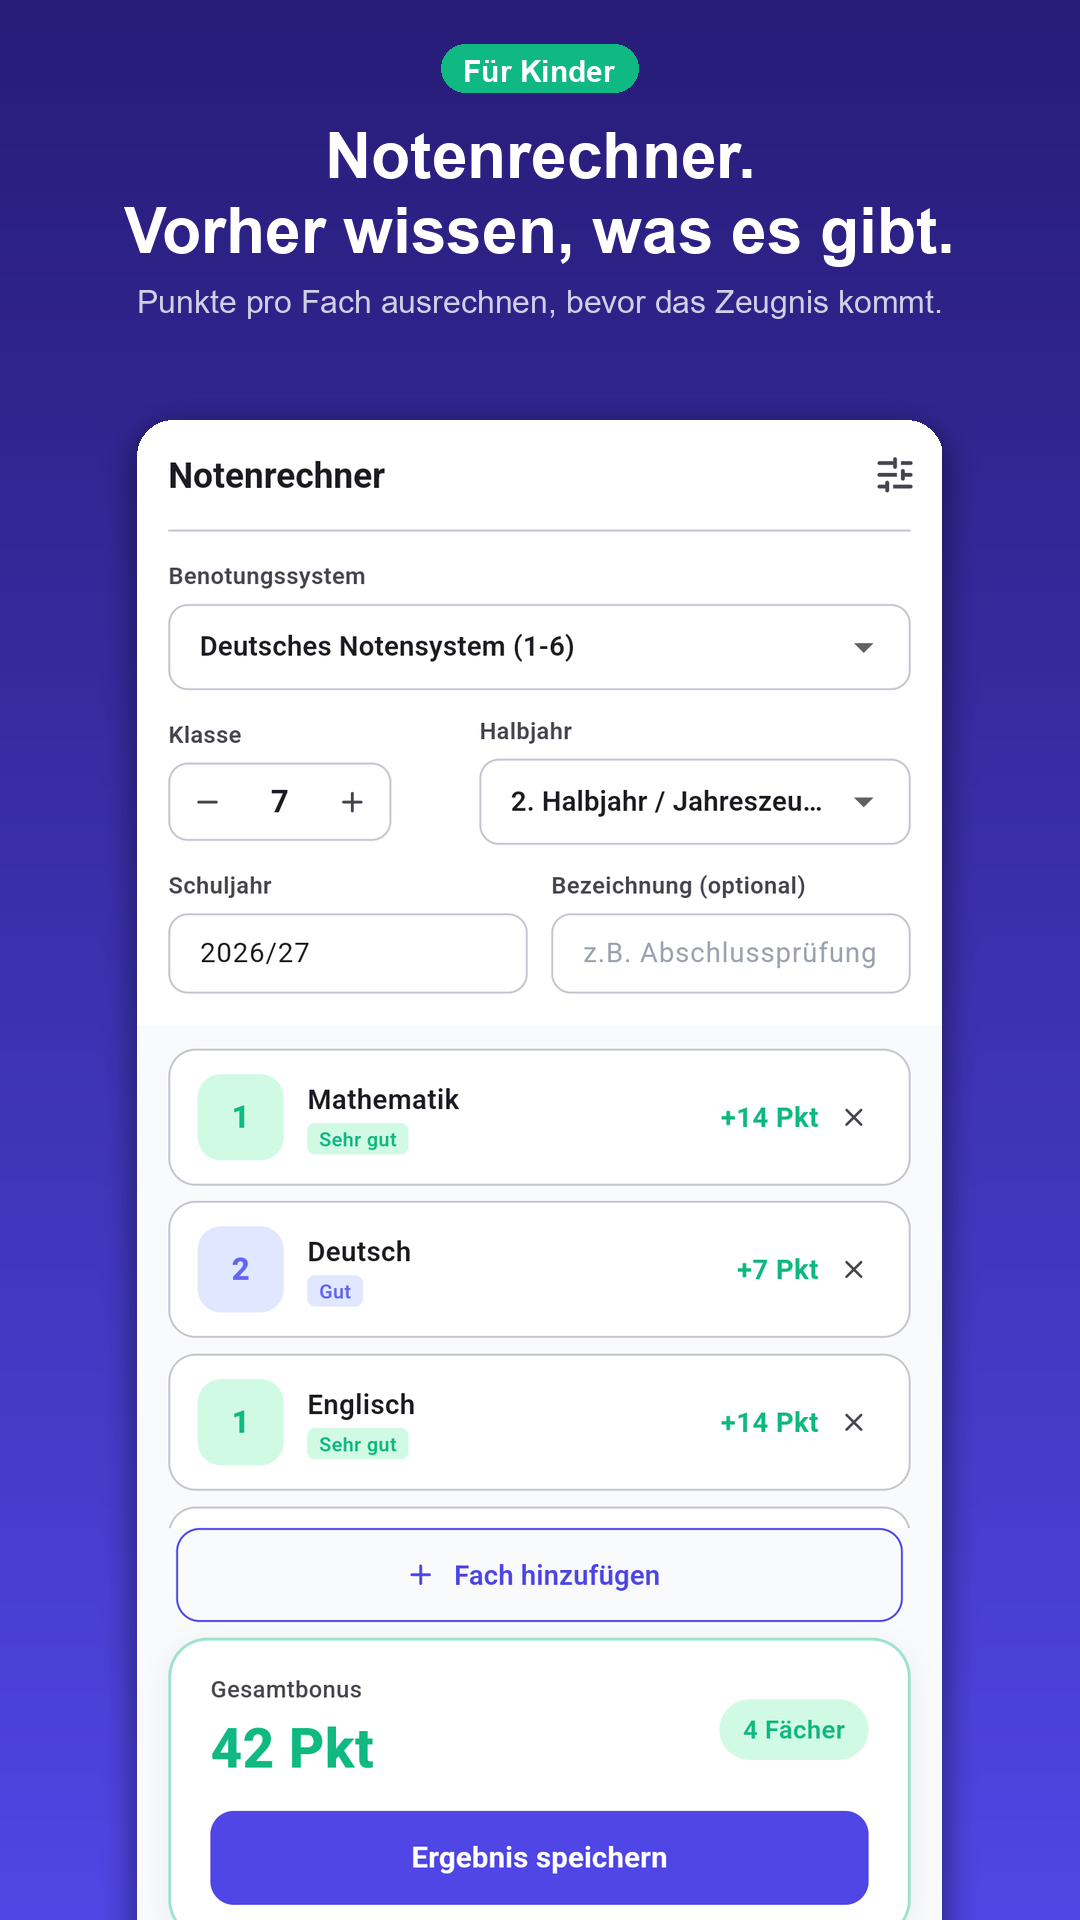 Für Kinder
Notenrechner.
Vorher wissen, was es gibt.
Punkte pro Fach ausrechnen, bevor das Zeugnis kommt.
Notenrechner
Benotungssystem
Deutsches Notensystem (1-6)
Klasse
Halbjahr
7
2. Halbjahr / Jahreszeu...
Schuljahr
Bezeichnung (optional)
2026/27
z.B. Abschlussprüfung
1
Mathematik
Sehr gut
+14 Pkt
2
Deutsch
Gut
+7 Pkt
1
Englisch
Sehr gut
+14 Pkt
+ Fach hinzufügen
Gesamtbonus
42 Pkt
4 Fächer
Ergebnis speichern